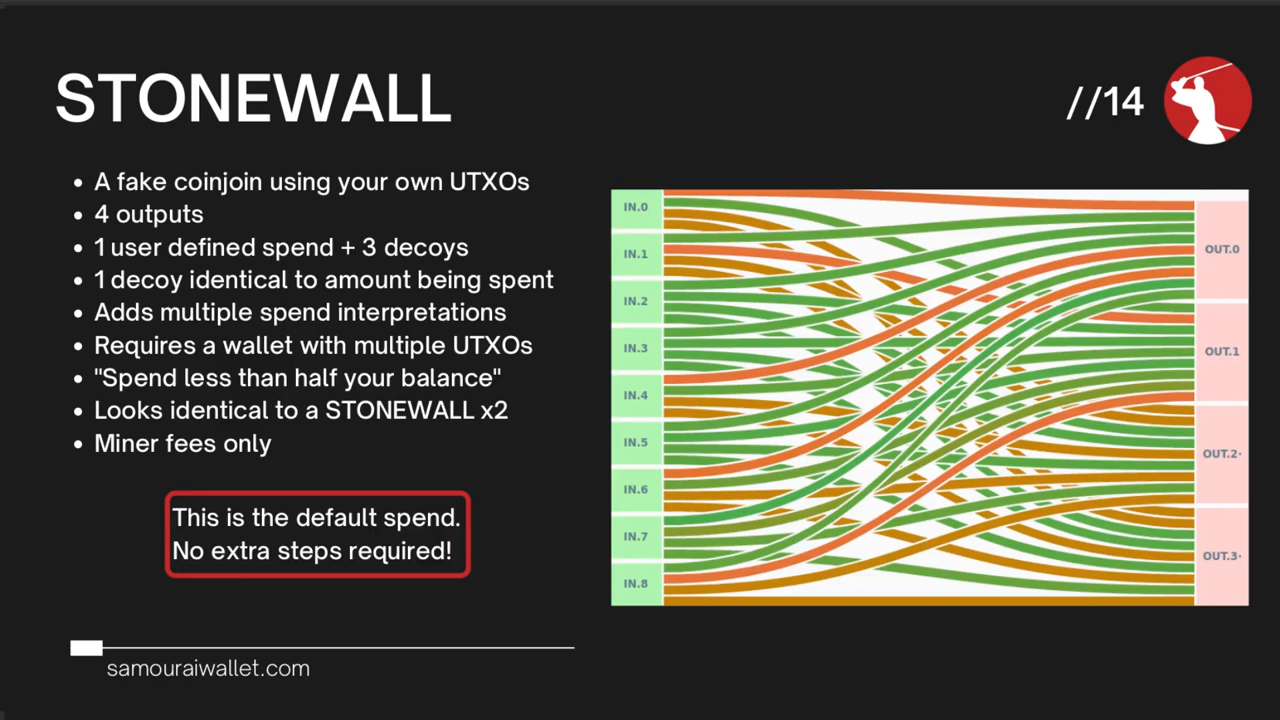 STONEWALL
//14
• A fake coinjoin using your own UTXOs
• 4 outputs
• 1 user defined spend + 3 decoys
• 1 decoy identical to amount being spent
• Adds multiple spend interpretations
• Requires a wallet with multiple UTXOs
• "Spend less than half your balance"
• Looks identical to a STONEWALL x2
• Miner fees only
This is the default spend.
No extra steps required!
samouraiwallet.com
IN.0
IN.1
IN.2
IN.3
IN.4
IN.5
IN.6
IN.7
IN.8
OUT.0
OUT.1
OUT.2·
OUT.3·